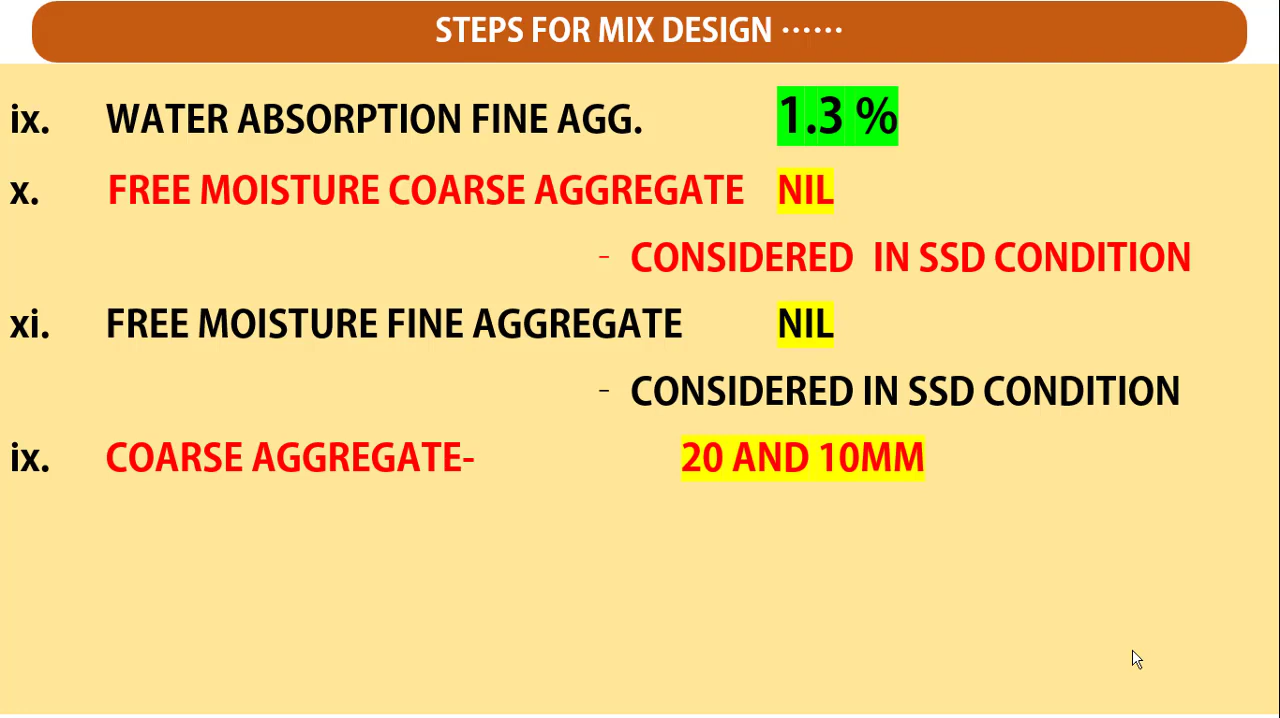 STEPS FOR MIX DESIGN ······
ix. WATER ABSORPTION FINE AGG. 1.3 %
x. FREE MOISTURE COARSE AGGREGATE NIL
- CONSIDERED IN SSD CONDITION
xi. FREE MOISTURE FINE AGGREGATE NIL
- CONSIDERED IN SSD CONDITION
ix. COARSE AGGREGATE- 20 AND 10MM